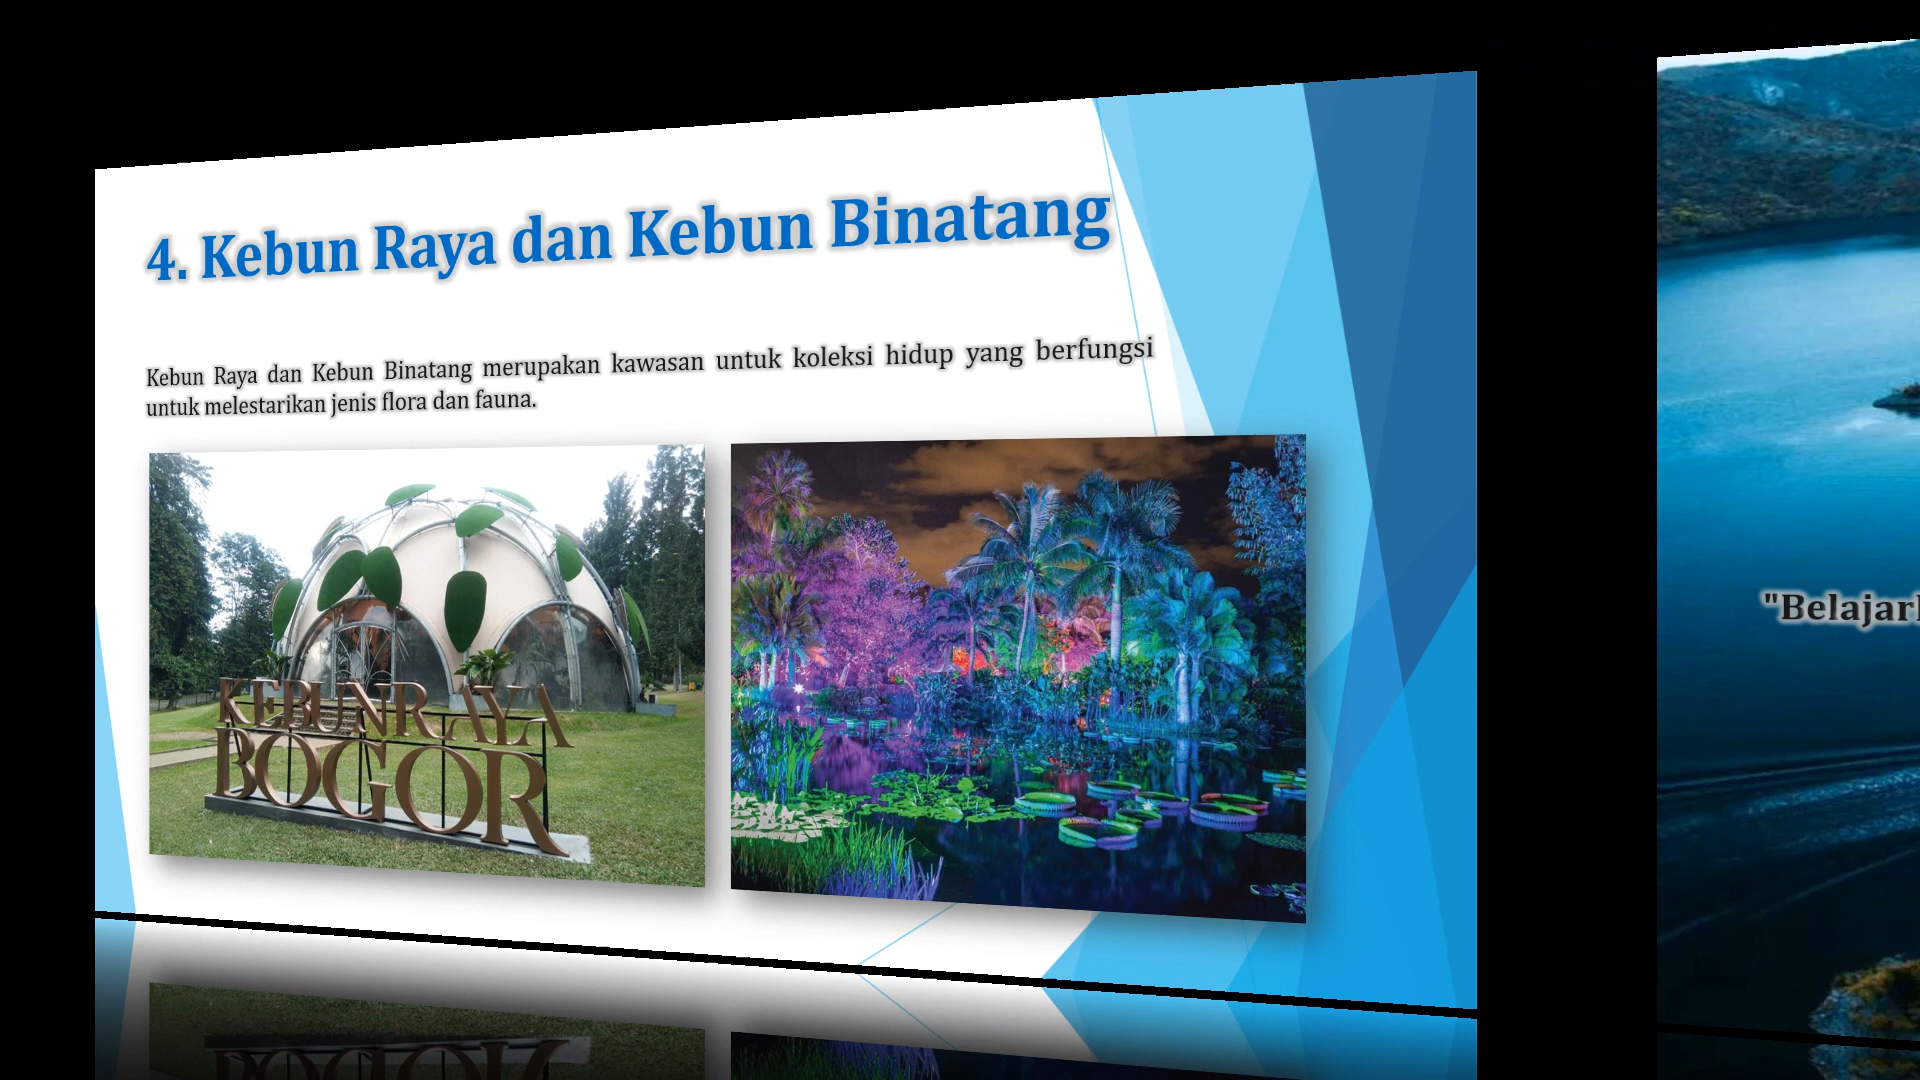 4. Kebun Raya dan Kebun Binatang
Kebun Raya dan Kebun Binatang merupakan kawasan untuk koleksi hidup yang berfungsi
untuk melestarikan jenis flora dan fauna.
KEBUN RAYA
BOGOR